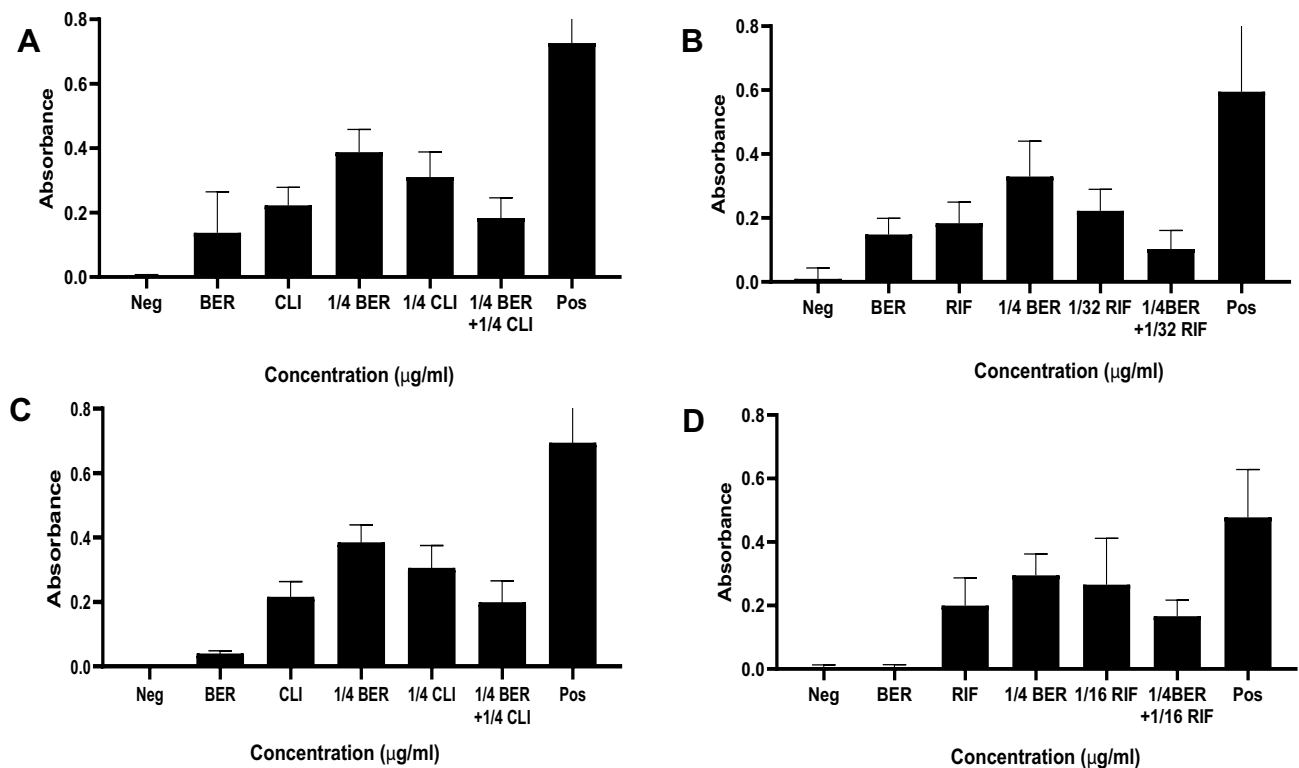 A
Absorbance
0.8
0.6
0.4
0.2
0.0
Neg BER CLI 1/4 BER 1/4 CLI 1/4 BER Pos
+1/4 CLI
Concentration (μg/ml)
B
Absorbance
0.8
0.6
0.4
0.2
0.0
Neg BER RIF 1/4 BER 1/32 RIF 1/4BER Pos
+1/32 RIF
Concentration (μg/ml)
C
Absorbance
0.8
0.6
0.4
0.2
0.0
Neg BER CLI 1/4 BER 1/4 CLI 1/4 BER Pos
+1/4 CLI
Concentration (μg/ml)
D
Absorbance
0.8
0.6
0.4
0.2
0.0
Neg BER RIF 1/4 BER 1/16 RIF 1/4BER Pos
+1/16 RIF
Concentration (μg/ml)